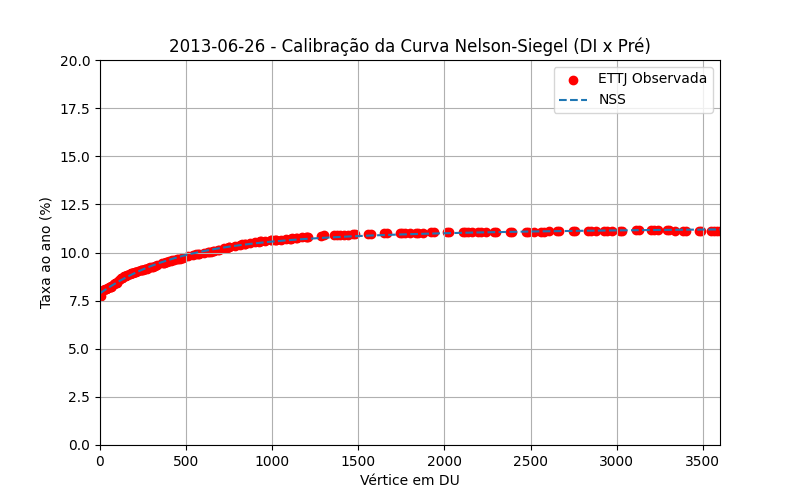 2013-06-26 - Calibração da Curva Nelson-Siegel (DI x Pré)
ETTJ Observada
NSS
Taxa ao ano (%)
20.0
17.5
15.0
12.5
10.0
7.5
5.0
2.5
0.0
0 500 1000 1500 2000 2500 3000 3500
Vértice em DU